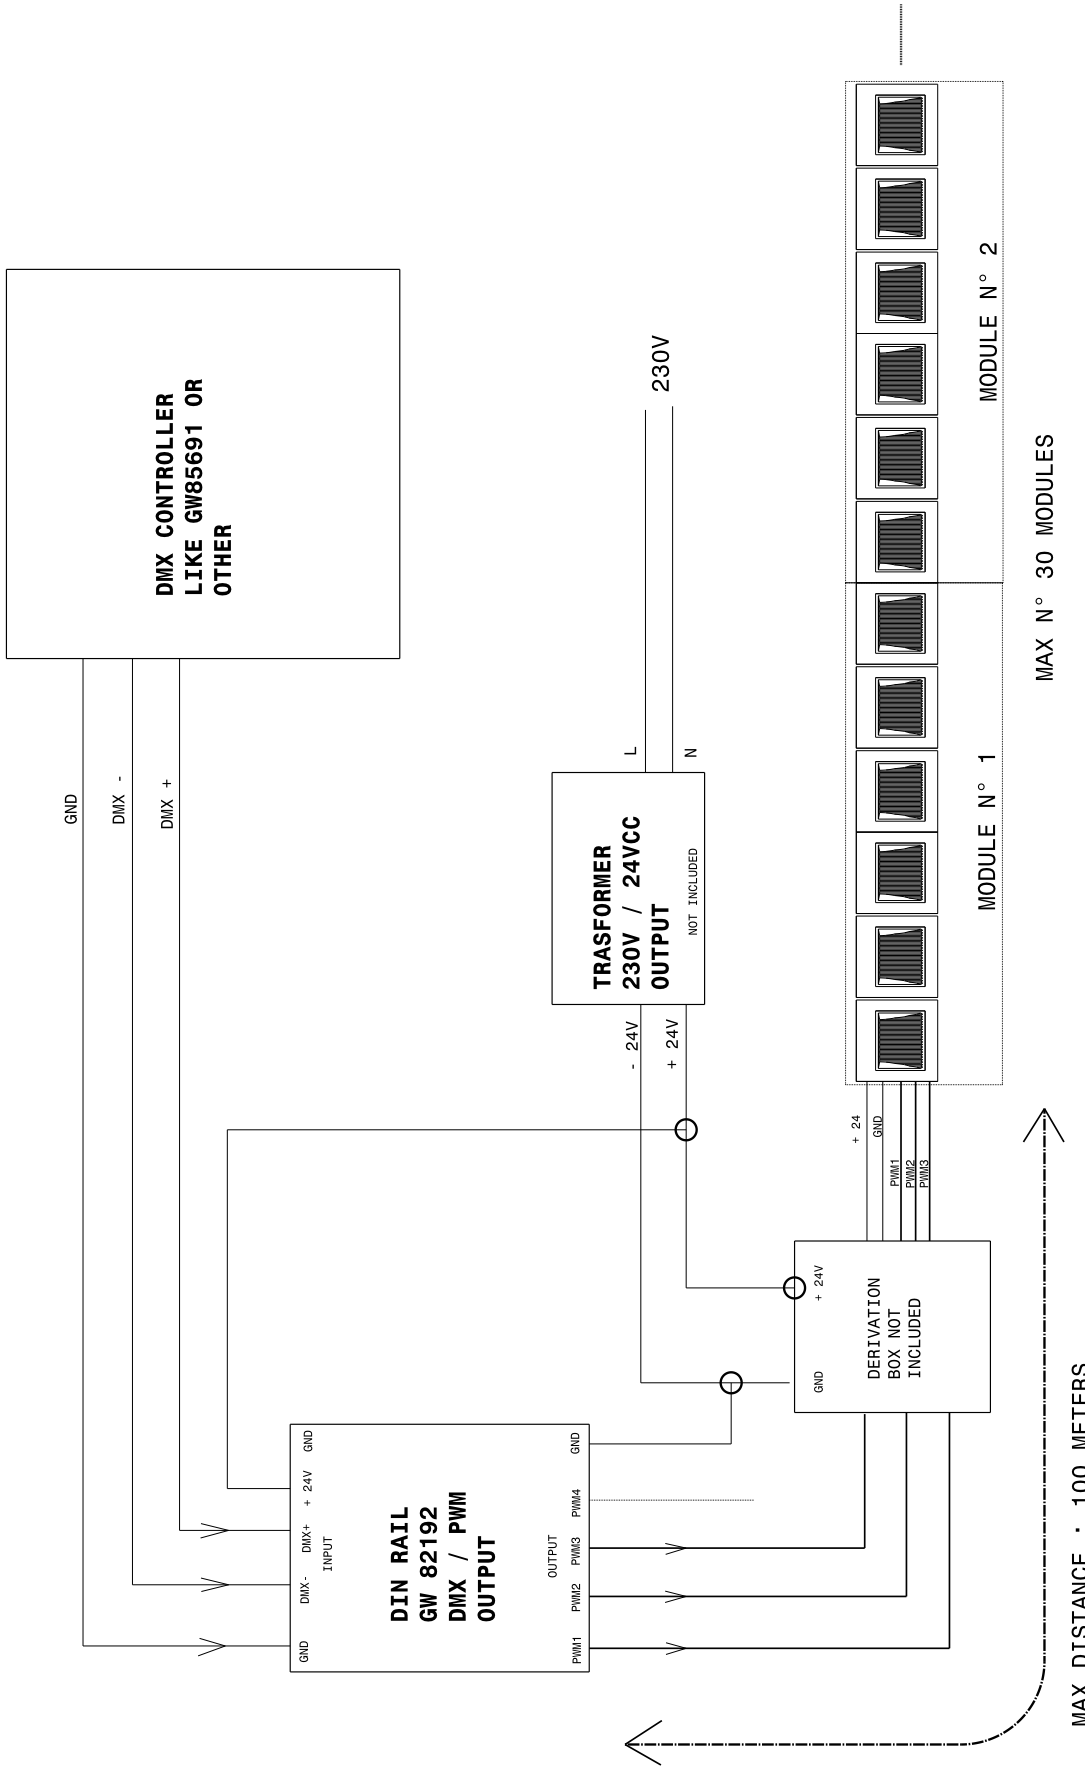 DMX CONTROLLER
LIKE GW85691 OR
OTHER
GND
DMX -
DMX +
230V
L
N
TRASFORMER
230V / 24VCC
OUTPUT
NOT INCLUDED
- 24V
+ 24V
MODULE N° 2
MODULE N° 1
MAX N° 30 MODULES
+ 24
GND
PWM1
PWM2
PWM3
+ 24V
GND
DERIVATION
BOX NOT
INCLUDED
GND
+ 24V
DMX+
DMX-
GND
INPUT
DIN RAIL
GW 82192
DMX / PWM
OUTPUT
OUTPUT
GND
PWM4
PWM3
PWM2
PWM1
MAX DISTANCE · 100 METERS